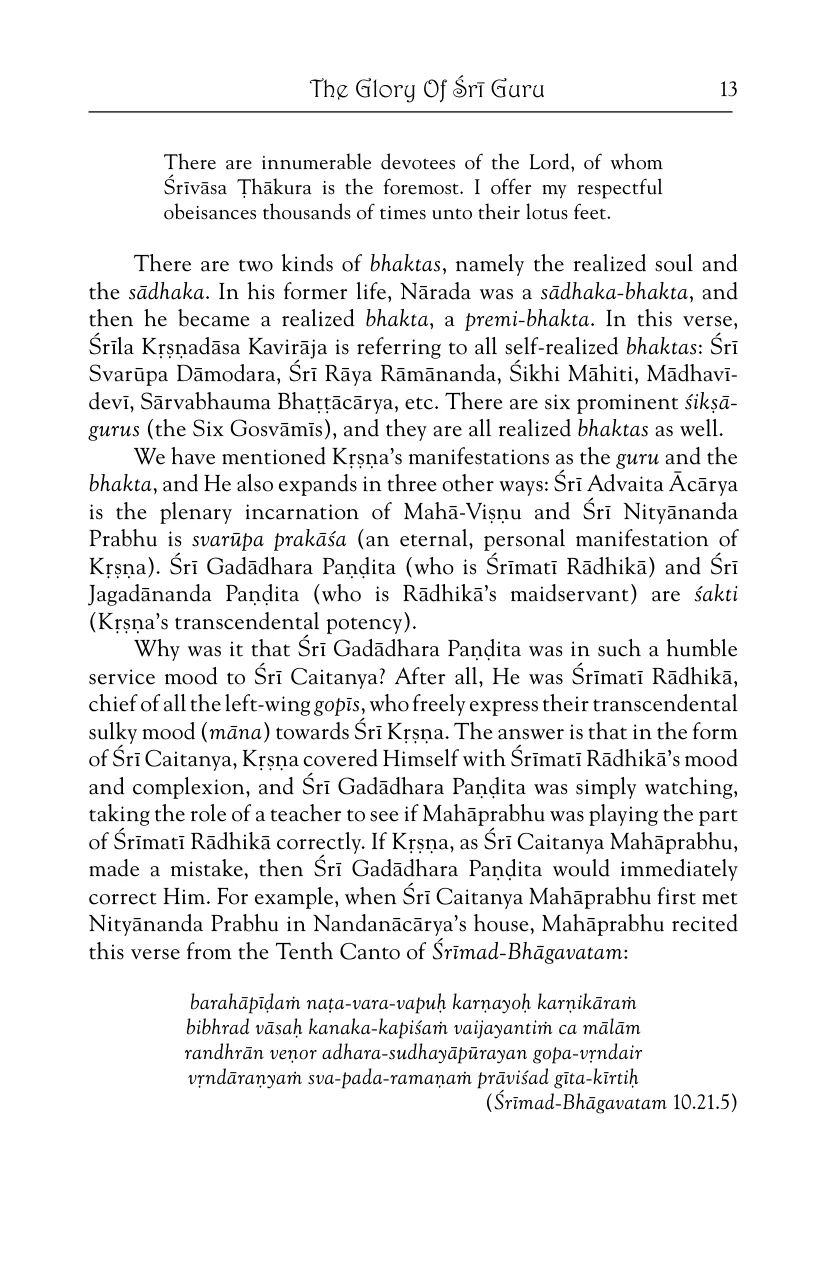 The Glory Of Śrī Guru 13
There are innumerable devotees of the Lord, of whom
Śrīvāsa Ṭhākura is the foremost. I offer my respectful
obeisances thousands of times unto their lotus feet.
There are two kinds of bhaktas, namely the realized soul and
the sādhaka. In his former life, Nārada was a sādhaka-bhakta, and
then he became a realized bhakta, a premi-bhakta. In this verse,
Śrīla Kṛṣṇadāsa Kavirāja is referring to all self-realized bhaktas: Śrī
Svarūpa Dāmodara, Śrī Rāya Rāmānanda, Śikhi Māhiti, Mādhavī-
devī, Sārvabhauma Bhaṭṭācārya, etc. There are six prominent śikṣā-
gurus (the Six Gosvāmīs), and they are all realized bhaktas as well.
We have mentioned Kṛṣṇa's manifestations as the guru and the
bhakta, and He also expands in three other ways: Śrī Advaita Ācārya
is the plenary incarnation of Mahā-Viṣṇu and Śrī Nityānanda
Prabhu is svarūpa prakāśa (an eternal, personal manifestation of
Kṛṣṇa). Śrī Gadādhara Paṇḍita (who is Śrīmatī Rādhikā) and Śrī
Jagadānanda Paṇḍita (who is Rādhikā's maidservant) are śakti
(Kṛṣṇa's transcendental potency).
Why was it that Śrī Gadādhara Paṇḍita was in such a humble
service mood to Śrī Caitanya? After all, He was Śrīmatī Rādhikā,
chief of all the left-wing gopīs, who freely express their transcendental
sulky mood (māna) towards Śrī Kṛṣṇa. The answer is that in the form
of Śrī Caitanya, Kṛṣṇa covered Himself with Śrīmatī Rādhikā's mood
and complexion, and Śrī Gadādhara Paṇḍita was simply watching,
taking the role of a teacher to see if Mahāprabhu was playing the part
of Śrīmatī Rādhikā correctly. If Kṛṣṇa, as Śrī Caitanya Mahāprabhu,
made a mistake, then Śrī Gadādhara Paṇḍita would immediately
correct Him. For example, when Śrī Caitanya Mahāprabhu first met
Nityānanda Prabhu in Nandanācārya's house, Mahāprabhu recited
this verse from the Tenth Canto of Śrīmad-Bhāgavatam:
barahāpīḍaṁ naṭa-vara-vapuḥ karṇayoḥ karṇikāraṁ
bibhrad vāsaḥ kanaka-kapiśaṁ vaijayantiṁ ca mālām
randhrān veṇor adhara-sudhayāpūrayan gopa-vṛndair
vṛndāraṇyaṁ sva-pada-ramaṇaṁ prāviśad gīta-kīrtiḥ
(Śrīmad-Bhāgavatam 10.21.5)